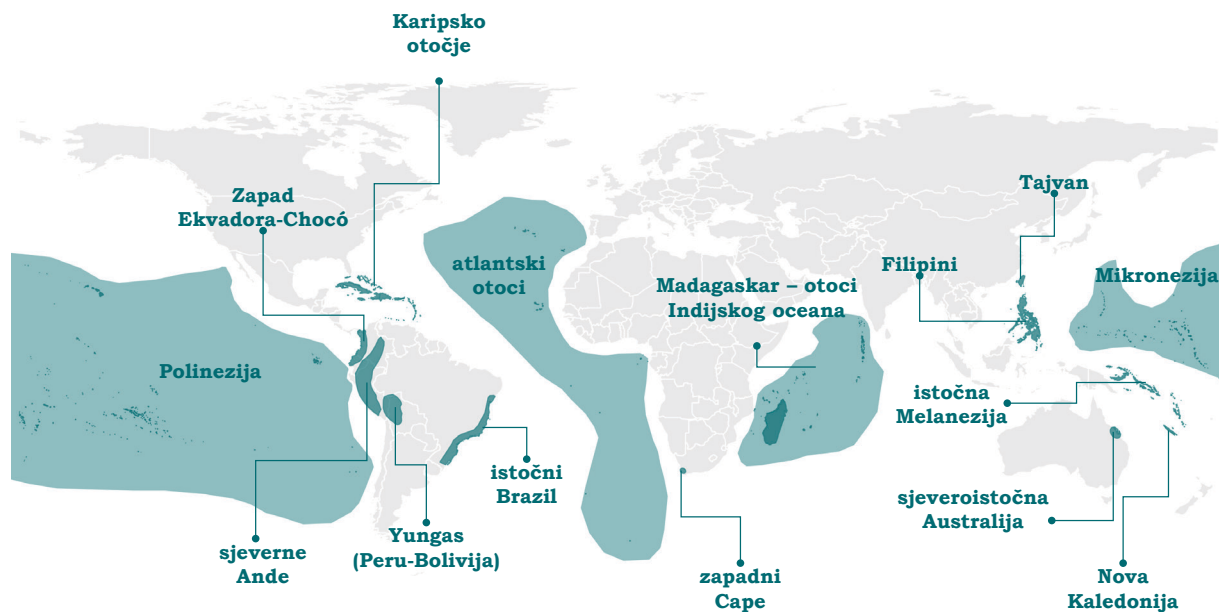 Karipsko
otočje
Zapad
Ekvadora-Chocó
Tajvan
atlantski
otoci
Filipini
Mikronezija
Madagaskar – otoci
Indijskog oceana
Polinezija
istočna
Melanezija
istočni
Brazil
sjeveroistočna
Australija
Yungas
(Peru-Bolivija)
sjeverne
Ande
zapadni
Cape
Nova
Kaledonija